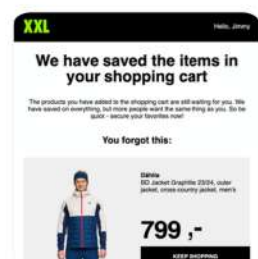 XXL
Hello, Jimmy
We have saved the items in
your shopping cart
The products you have added to the shopping cart are still waiting for you. We
have saved on everything, but more people want the same thing as you. So be
quick - secure your favorites now!
You forgot this:
Dählie
BD Jacket Graphite 23/24, outer
jacket, cross-country jacket, men's
799 ,-
KEEP SHOPPING